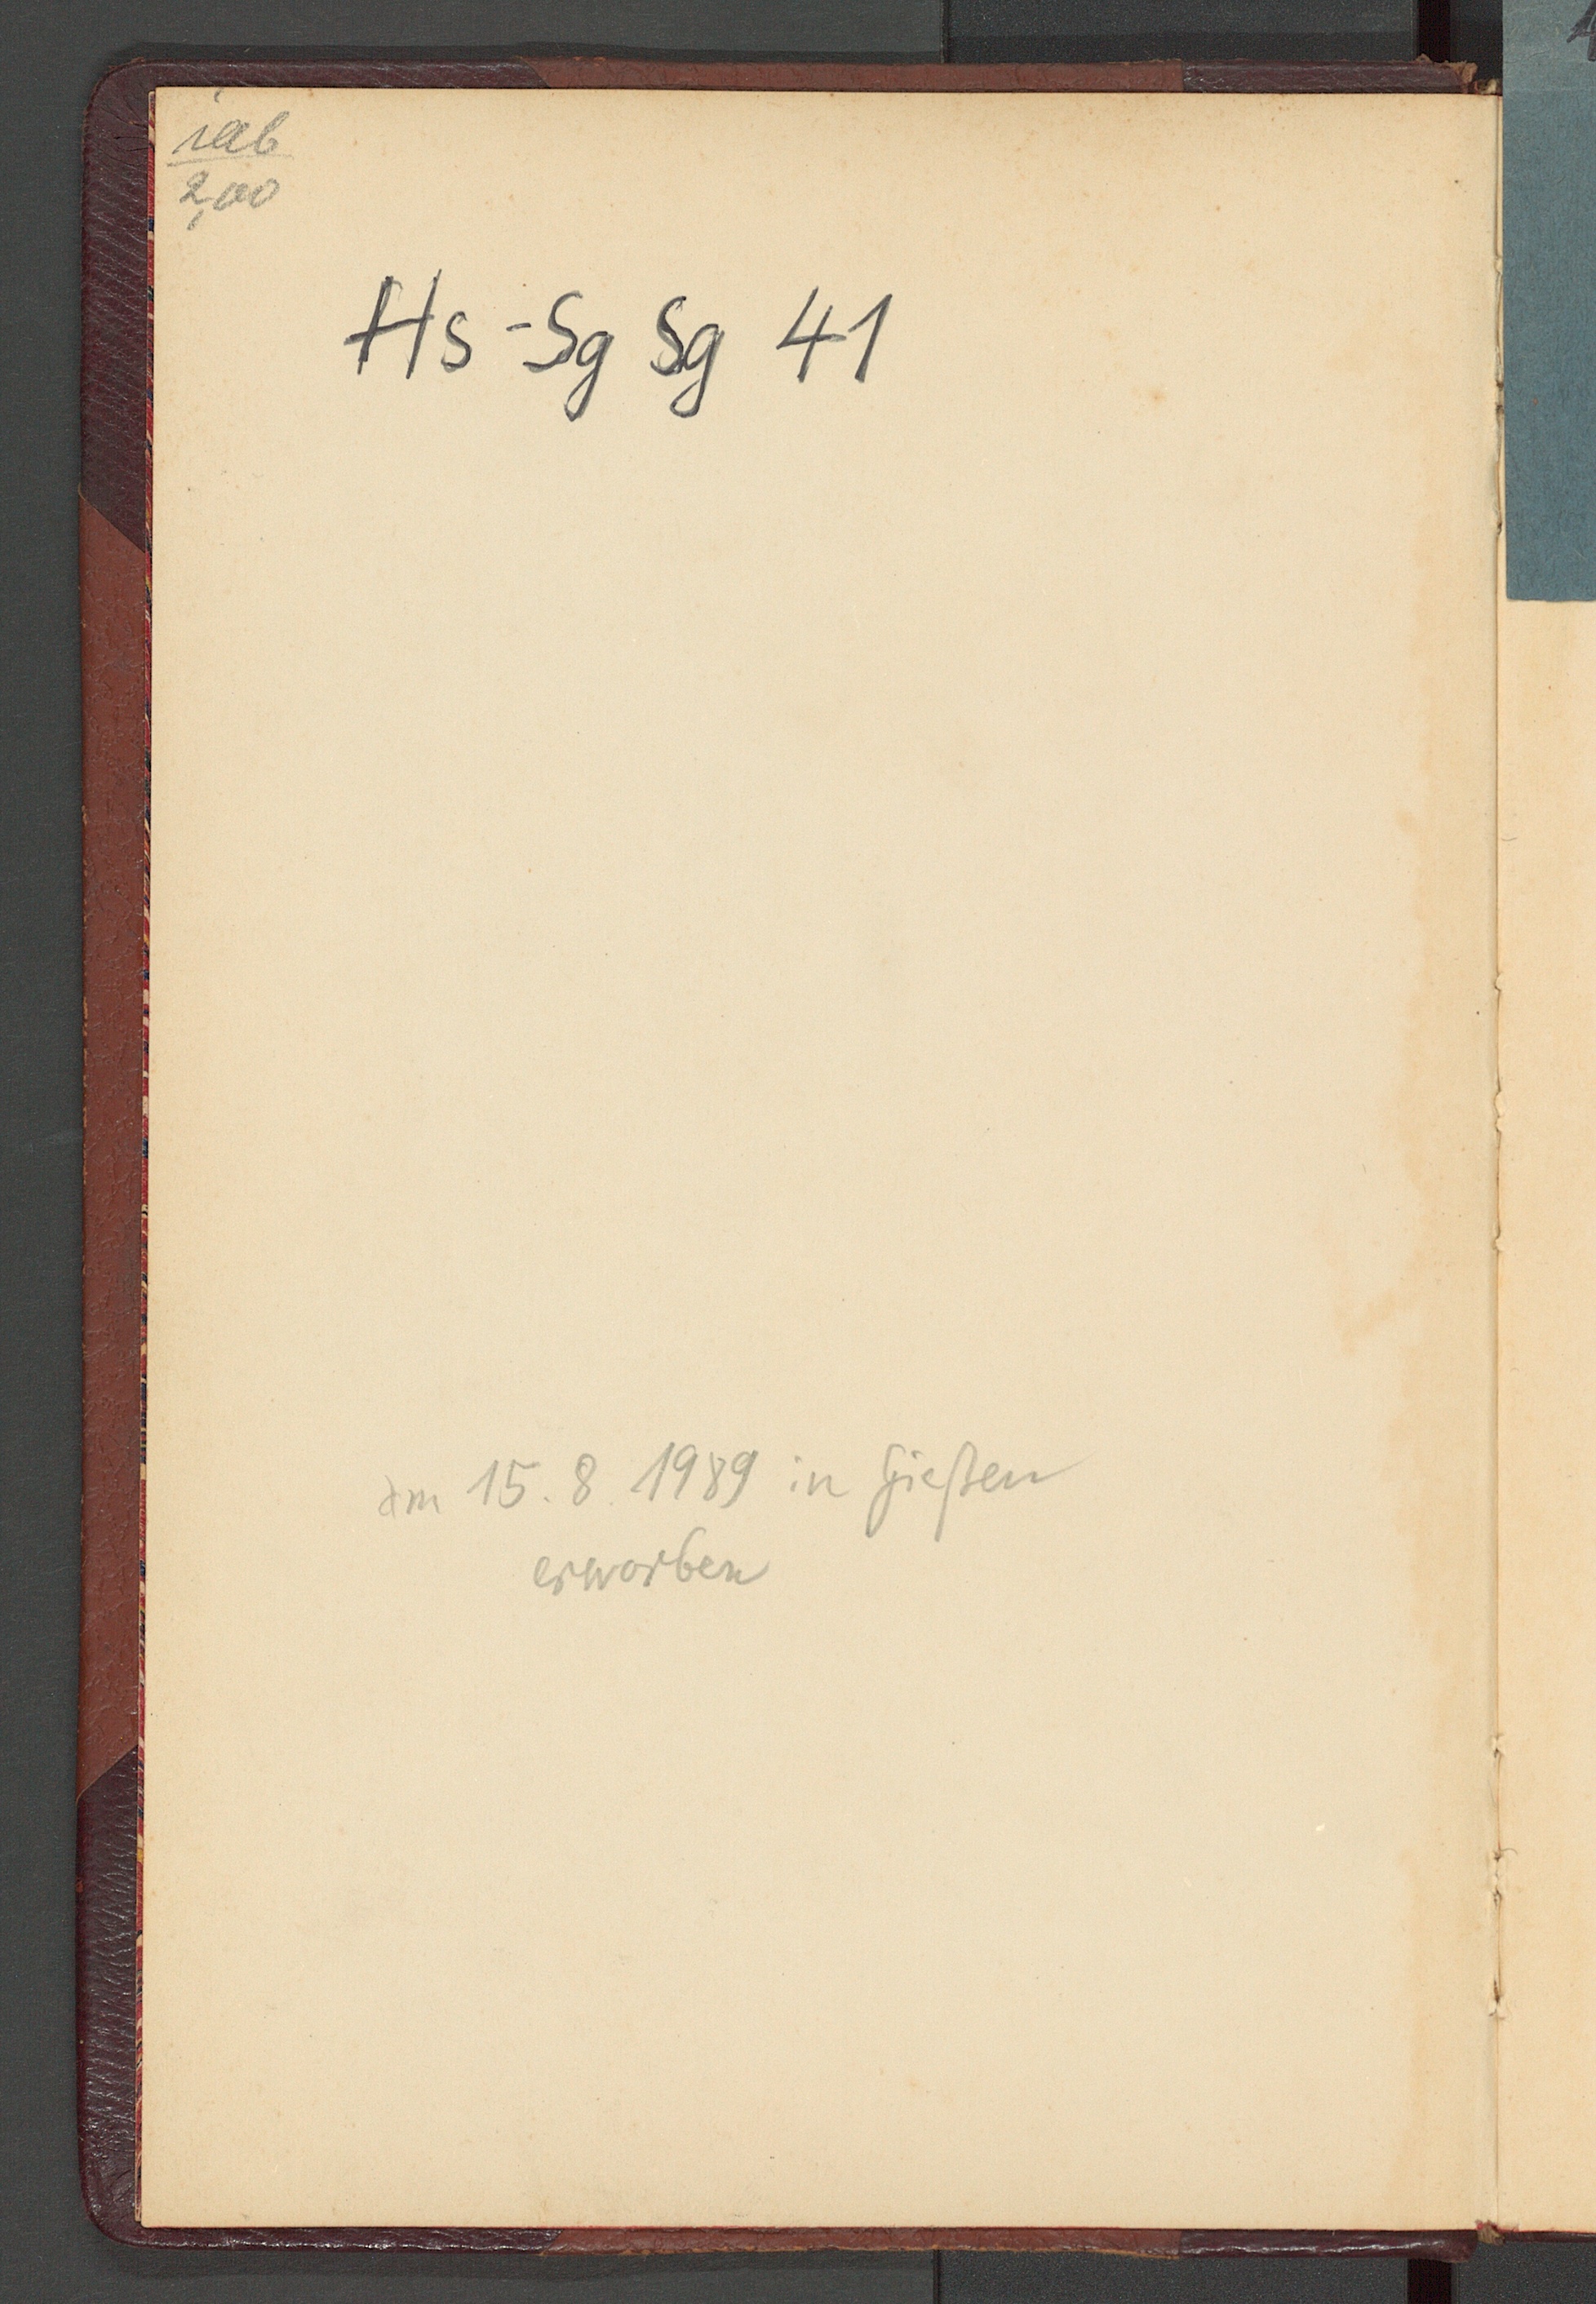 iab
2,00
Hs-Sg Sg 41
am 15.8.1989 in Gießen
erworben